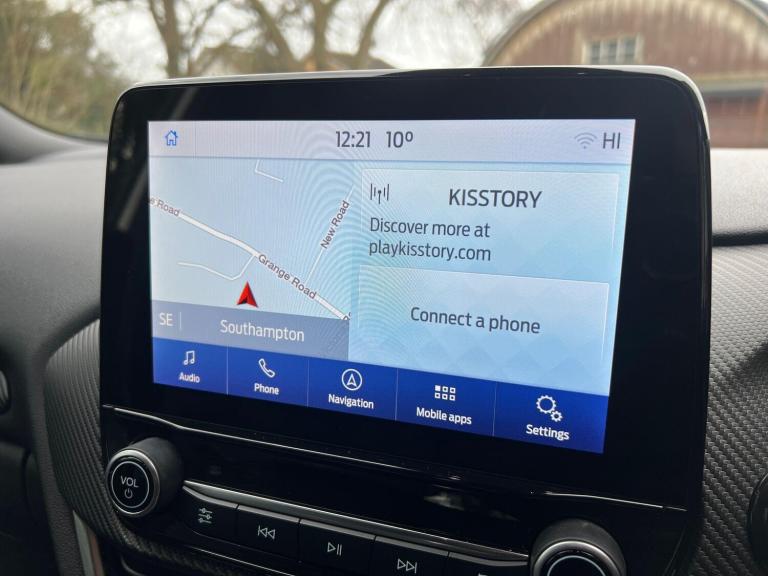 12:21 10°
HI
e Road
New Road
Grange Road
SE
Southampton
KISSTORY
Discover more at
playkisstory.com
Connect a phone
Audio
Phone
Navigation
Mobile apps
Settings
VOL